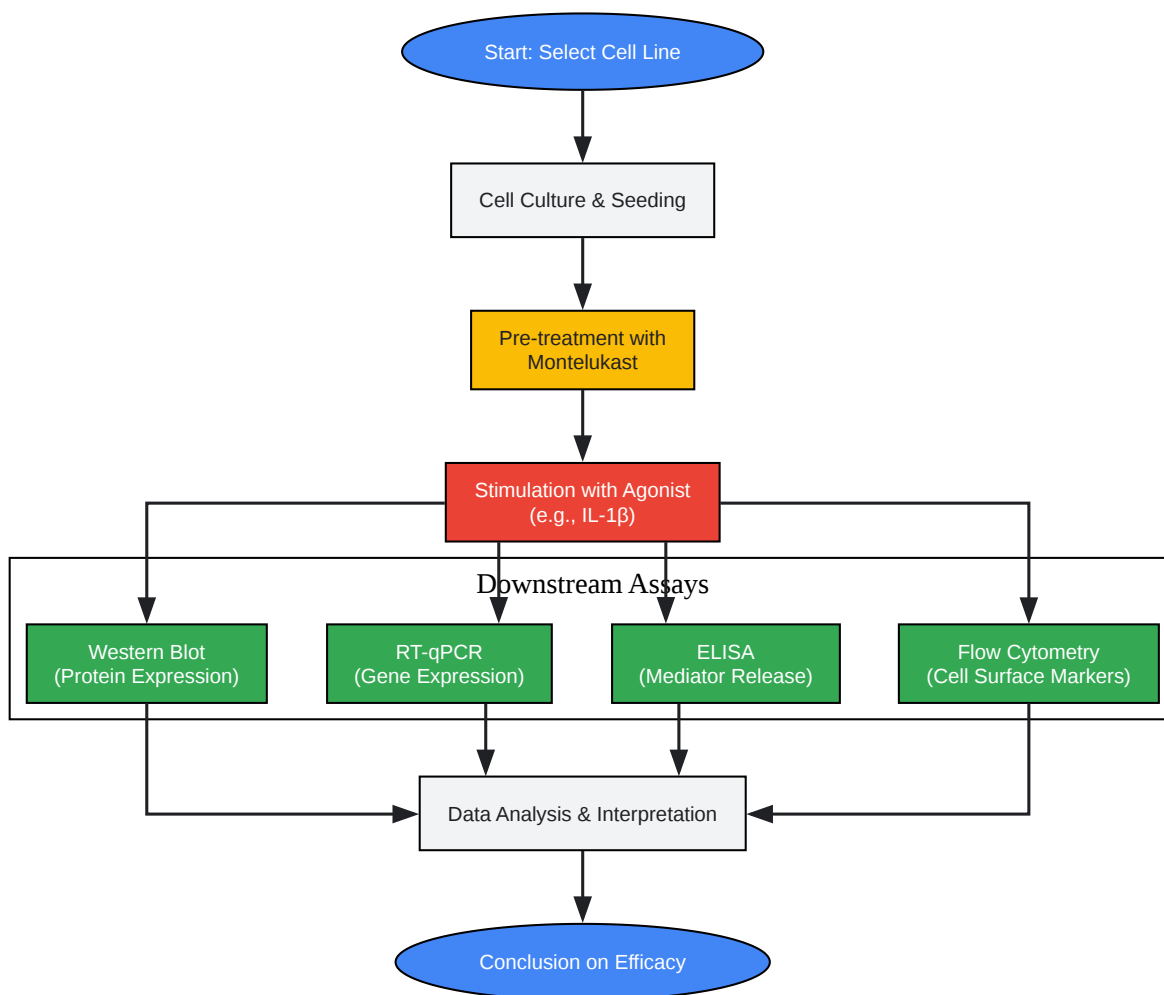 Start: Select Cell Line
Cell Culture & Seeding
Pre-treatment with
Montelukast
Stimulation with Agonist
(e.g., IL-1β)
Downstream Assays
Western Blot
(Protein Expression)
RT-qPCR
(Gene Expression)
ELISA
(Mediator Release)
Flow Cytometry
(Cell Surface Markers)
Data Analysis & Interpretation
Conclusion on Efficacy